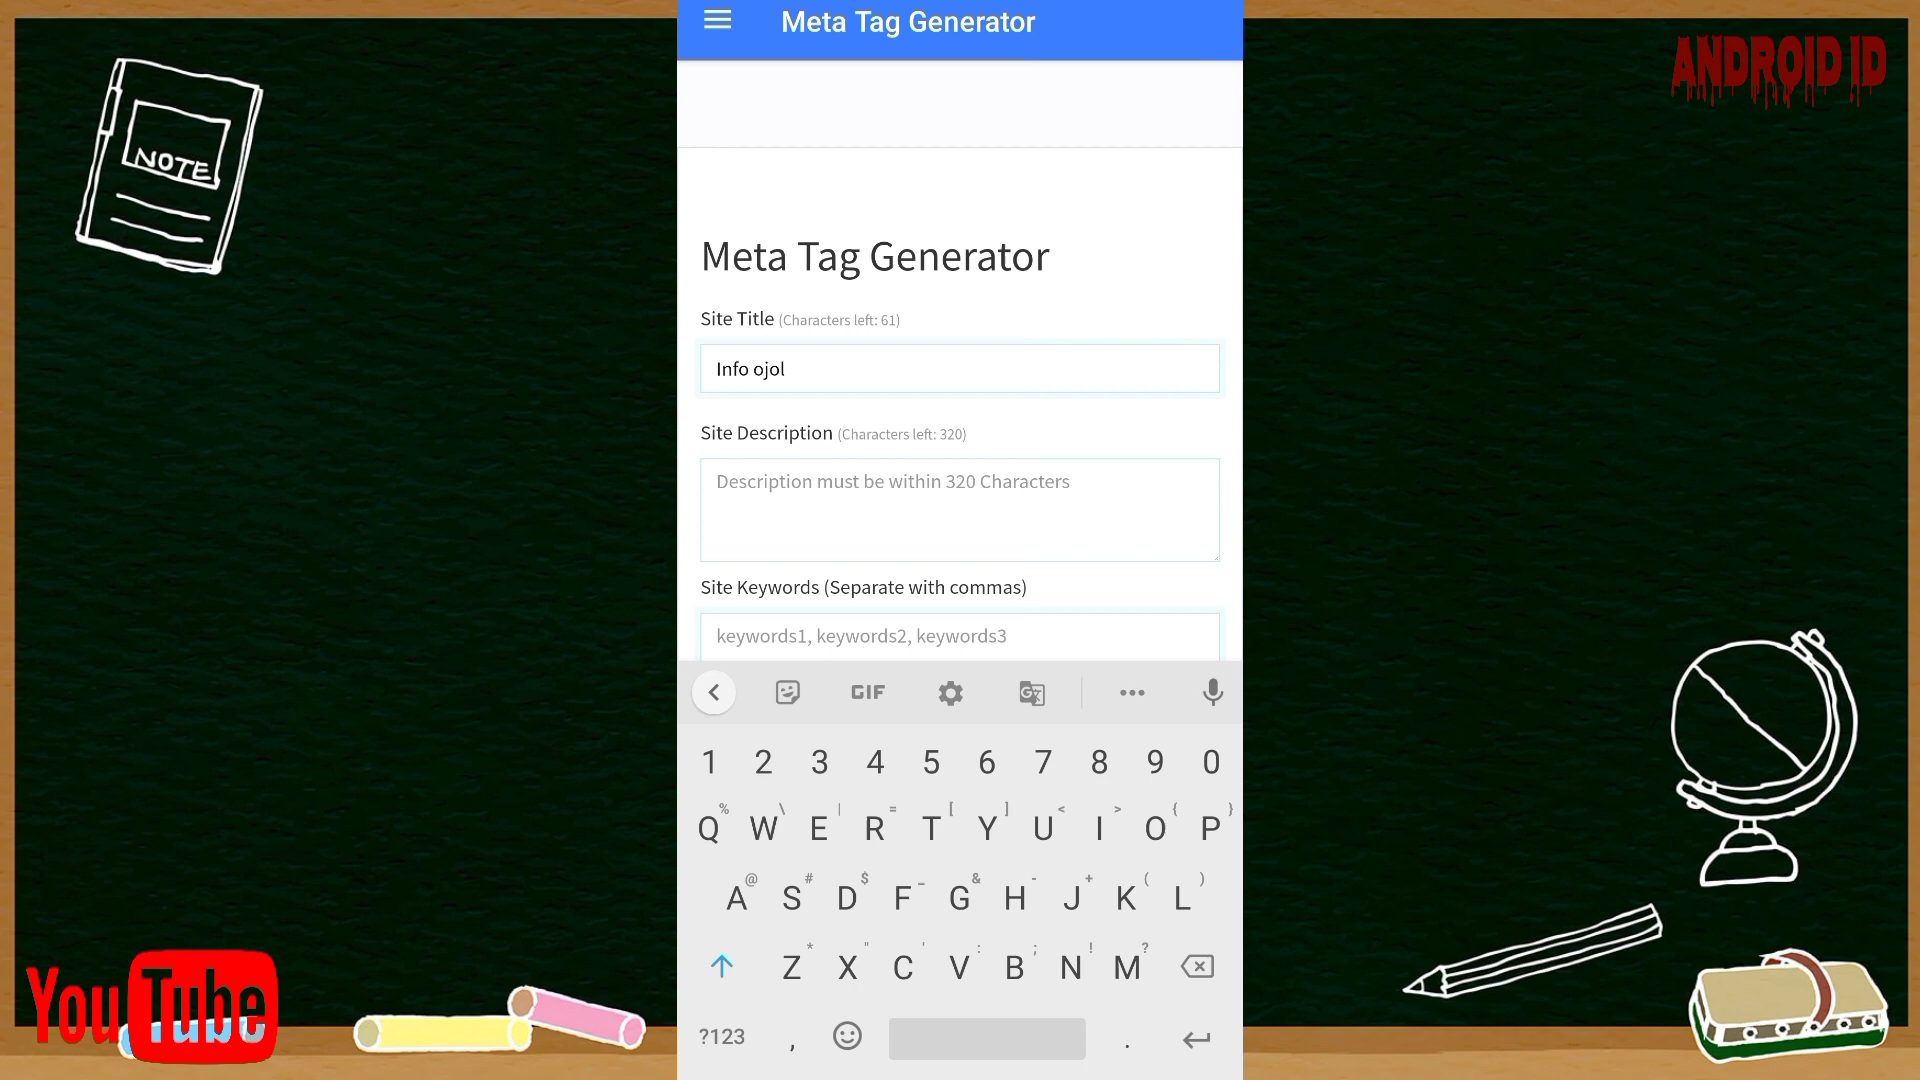 Meta Tag Generator
ANDROID ID
NOTE
Meta Tag Generator
Site Title (Characters left: 61)
Info ojol
Site Description (Characters left: 320)
Description must be within 320 Characters
Site Keywords (Separate with commas)
keywords1, keywords2, keywords3
GIF
1 2 3 4 5 6 7 8 9 0
% \ | = [ ] < > { }
Q W E R T Y U I O P
@ # $ _ & - + ( )
A S D F G H J K L
* " ' : ; ! ?
Z X C V B N M
?123 , .
YouTube